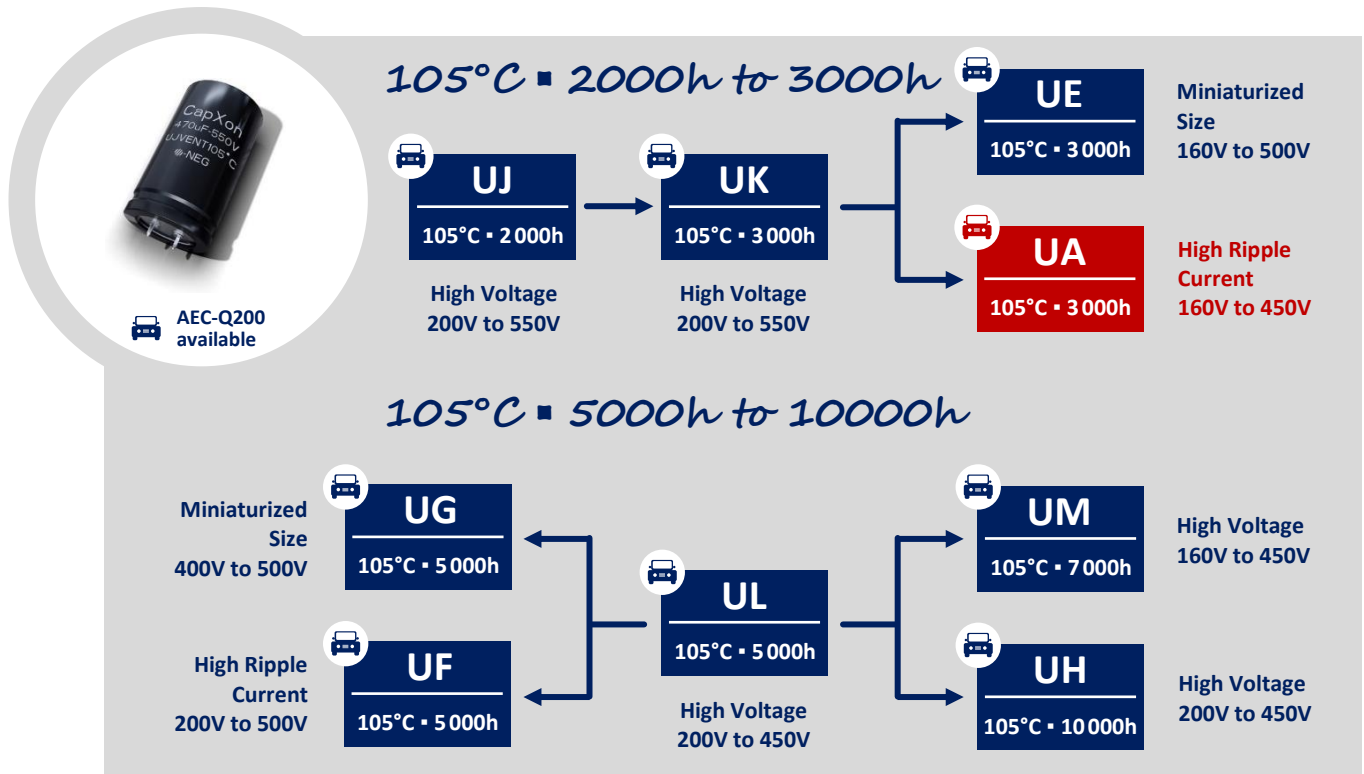 CapXon
470uF-550V
UJVENT105°C
-NEG
AEC-Q200
available
105°C ▪ 2000h to 3000h
UJ
105°C ▪ 2000h
High Voltage
200V to 550V
UK
105°C ▪ 3000h
High Voltage
200V to 550V
UE
105°C ▪ 3000h
Miniaturized
Size
160V to 500V
UA
105°C ▪ 3000h
High Ripple
Current
160V to 450V
105°C ▪ 5000h to 10000h
Miniaturized
Size
400V to 500V
UG
105°C ▪ 5000h
High Ripple
Current
200V to 500V
UF
105°C ▪ 5000h
UL
105°C ▪ 5000h
High Voltage
200V to 450V
UM
105°C ▪ 7000h
High Voltage
160V to 450V
UH
105°C ▪ 10000h
High Voltage
200V to 450V